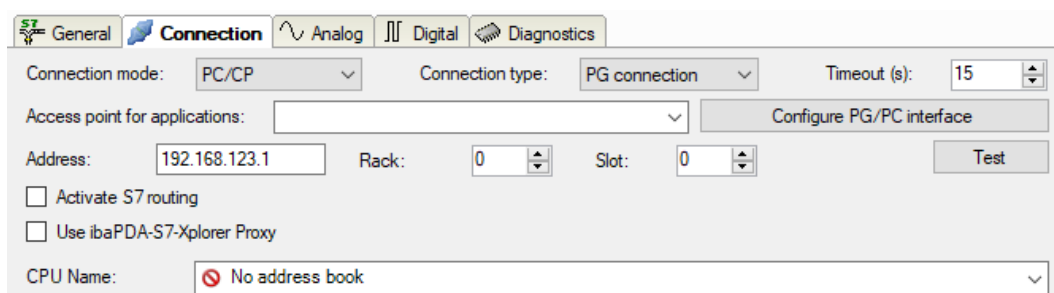 S7 General Connection Analog Digital Diagnostics
Connection mode: PC/CP Connection type: PG connection Timeout (s): 15
Access point for applications: Configure PG/PC interface
Address: 192.168.123.1 Rack: 0 Slot: 0 Test
Activate S7 routing
Use ibaPDA-S7-Xplorer Proxy
CPU Name: No address book